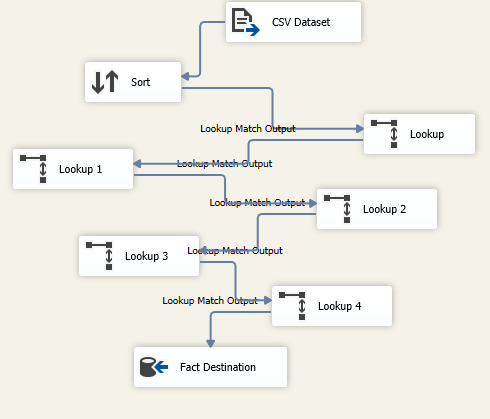 CSV Dataset
Sort
Lookup Match Output
Lookup
Lookup Match Output
Lookup 1
Lookup Match Output
Lookup 2
Lookup Match Output
Lookup 3
Lookup Match Output
Lookup 4
Fact Destination